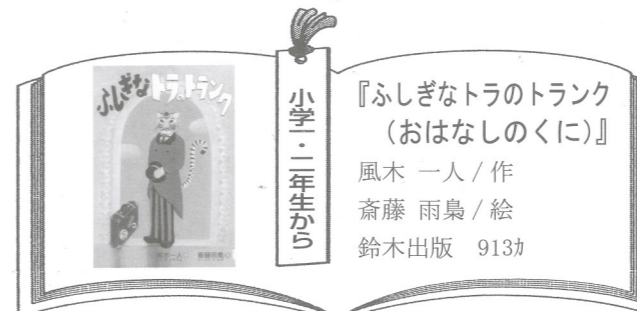 ふしぎなトラのトランク
小学一・二年生から
『ふしぎなトラのトランク
(おはなしのくに)』
風木 一人 / 作
斎藤 雨梟 / 絵
鈴木出版 913ｶ